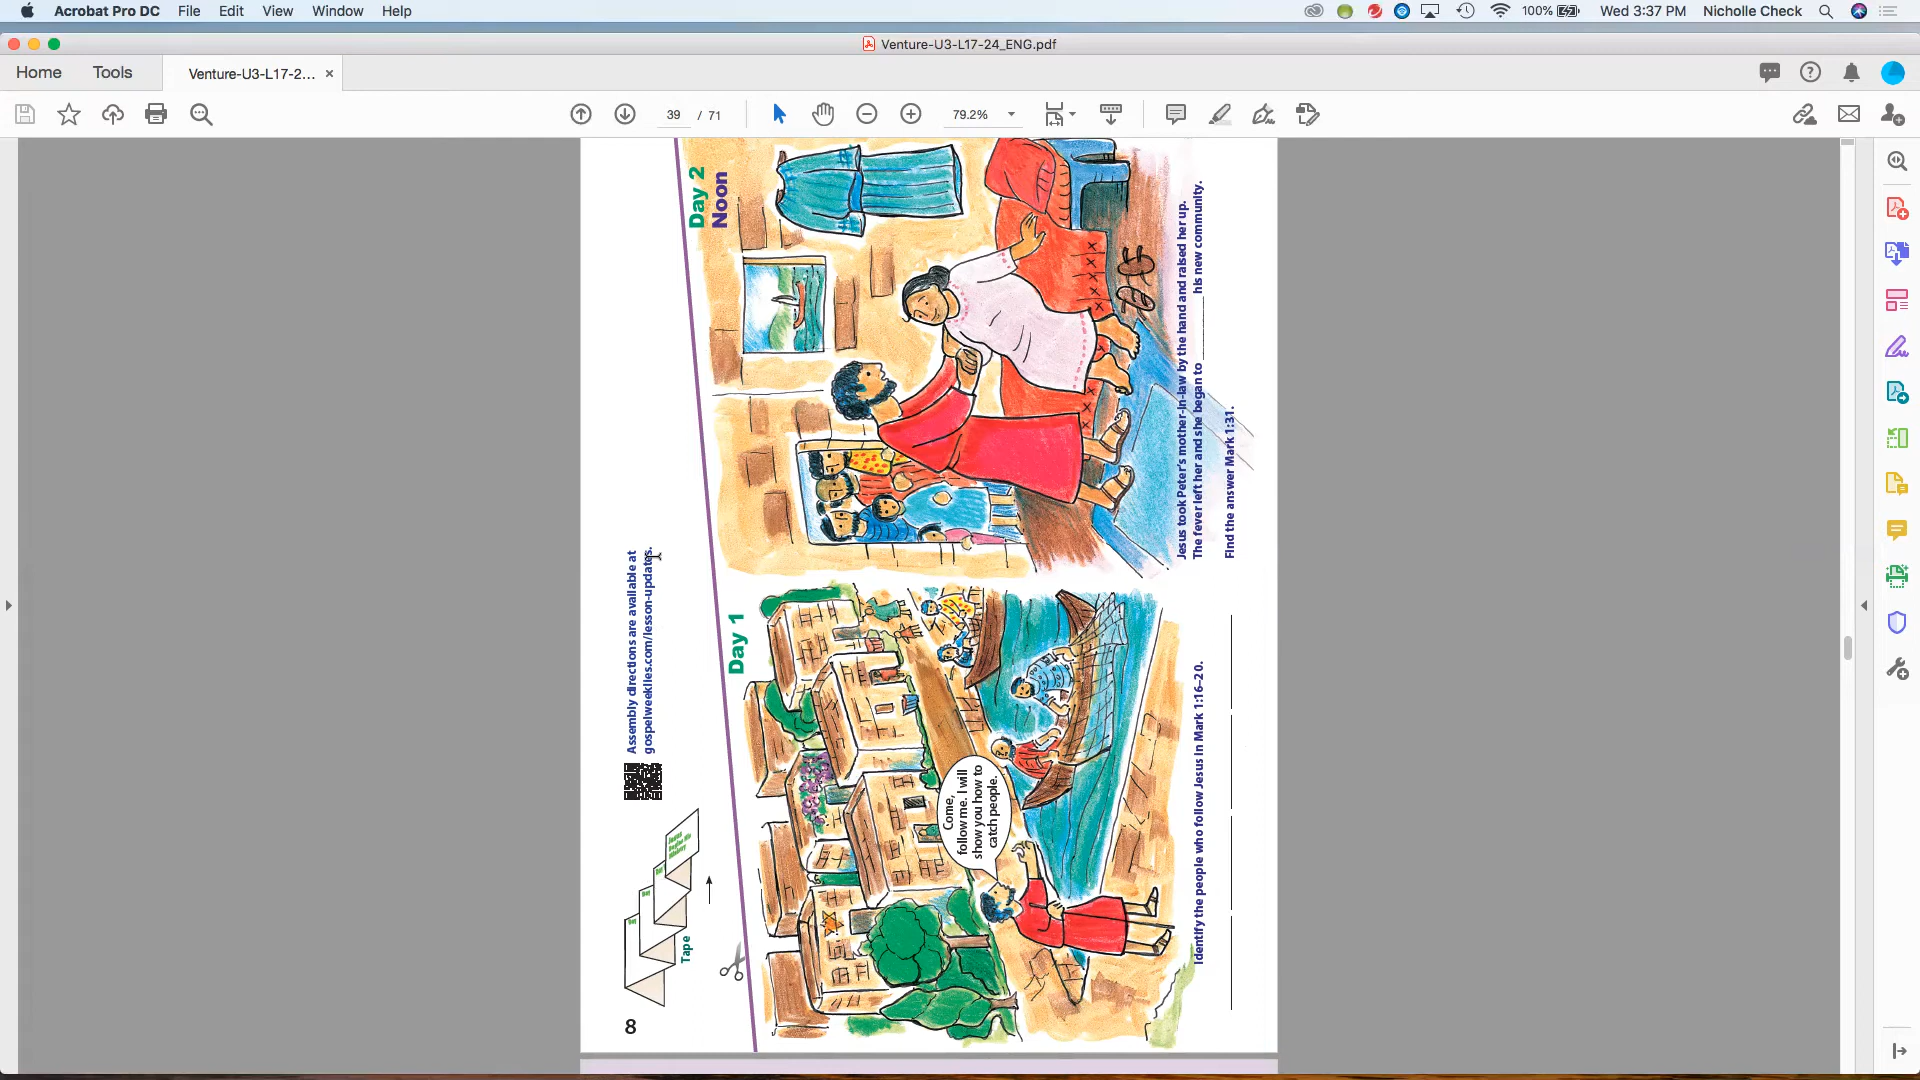 Acrobat Pro DC File Edit View Window Help
100% Wed 3:37 PM Nicholle Check
Venture-U3-L17-24_ENG.pdf
Home Tools Venture-U3-L17-2... ×
39 / 71 79.2%
Day 2
Noon
Jesus took Peter's mother-in-law by the hand and raised her up.
The fever left her and she began to __________ his new community.
Find the answer Mark 1:31.
Assembly directions are available at
gospelweeklies.com/lesson-updates.
Day 1
Come,
follow me. I will
show you how to
catch people.
Identify the people who follow Jesus in Mark 1:16–20.
Tape
8